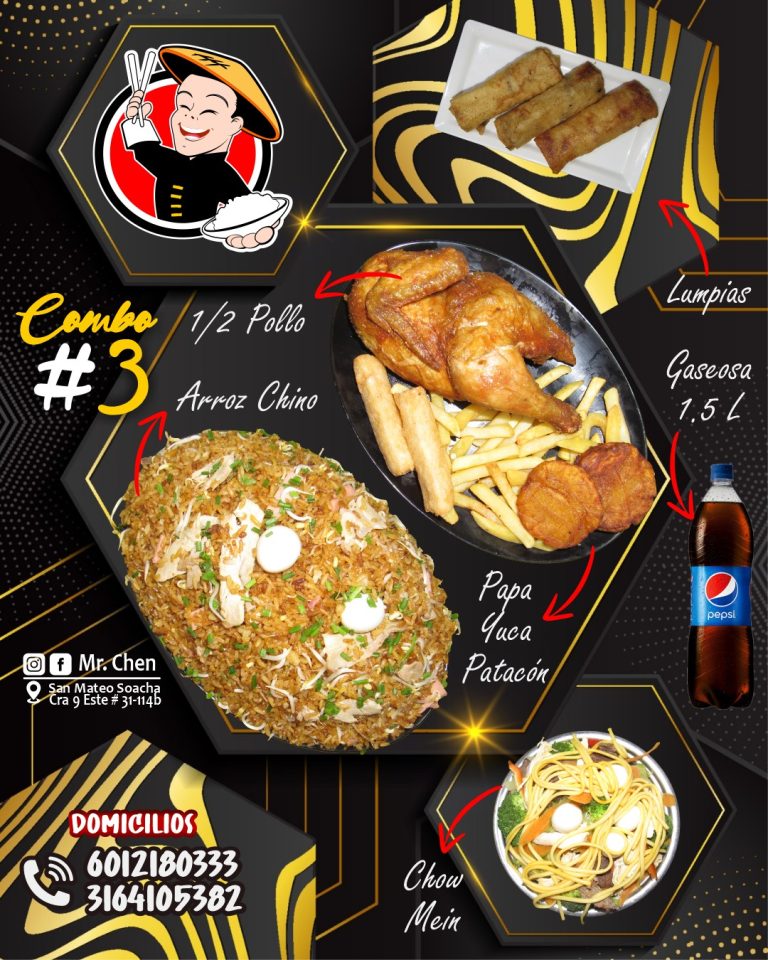 Lumpias
Combo
#3
1/2 Pollo
Arroz Chino
Gaseosa
1.5 L
pepsi
Papa
Yuca
Patacón
Mr. Chen
San Mateo Soacha
Cra 9 Este # 31-114b
DOMICILIOS
6012180333
3164105382
Chow
Mein